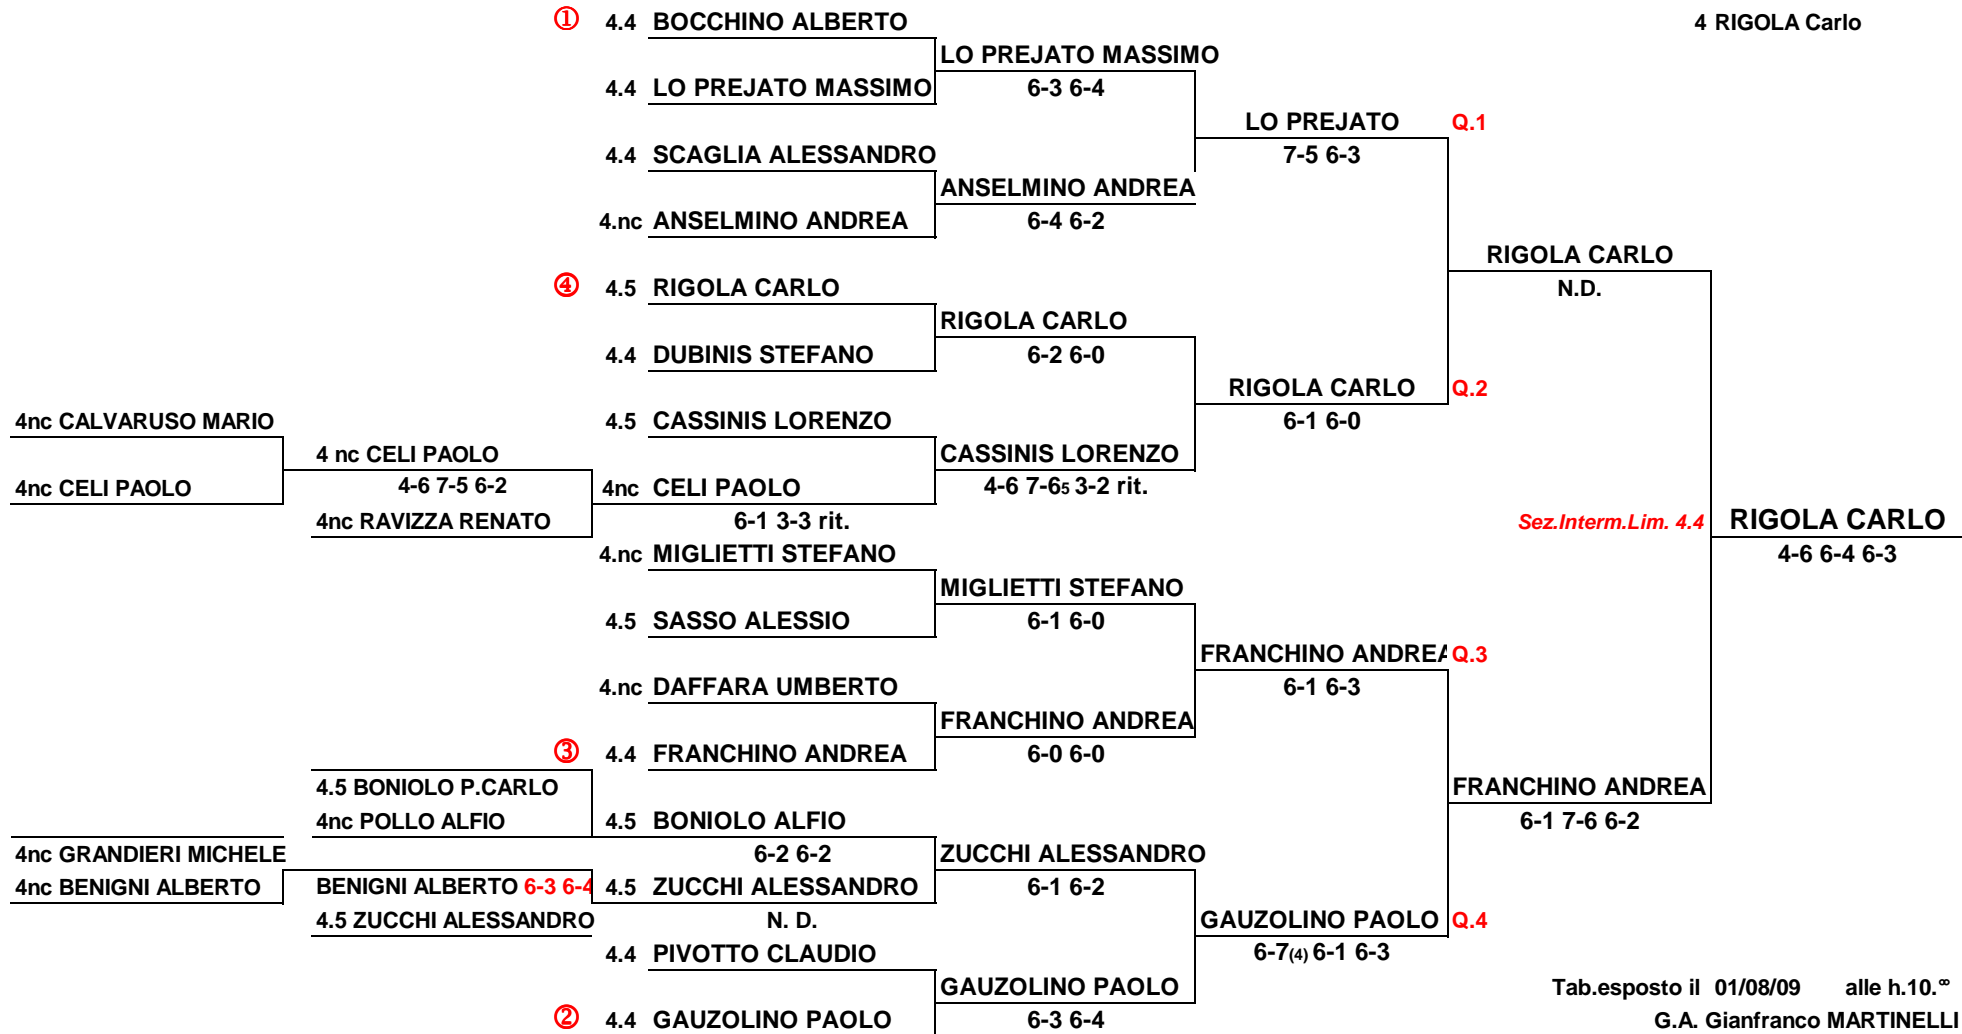 ① 4.4 BOCCHINO ALBERTO 4 RIGOLA Carlo
LO PREJATO MASSIMO
4.4 LO PREJATO MASSIMO 6-3 6-4
LO PREJATO Q.1
4.4 SCAGLIA ALESSANDRO 7-5 6-3
ANSELMINO ANDREA
4.nc ANSELMINO ANDREA 6-4 6-2
RIGOLA CARLO
④ 4.5 RIGOLA CARLO N.D.
RIGOLA CARLO
4.4 DUBINIS STEFANO 6-2 6-0
RIGOLA CARLO Q.2
4nc CALVARUSO MARIO 4.5 CASSINIS LORENZO 6-1 6-0
4 nc CELI PAOLO CASSINIS LORENZO
4nc CELI PAOLO 4-6 7-5 6-2 4nc CELI PAOLO 4-6 7-65 3-2 rit.
4nc RAVIZZA RENATO 6-1 3-3 rit. Sez.Interm.Lim. 4.4 RIGOLA CARLO
4.nc MIGLIETTI STEFANO 4-6 6-4 6-3
MIGLIETTI STEFANO
4.5 SASSO ALESSIO 6-1 6-0
FRANCHINO ANDREA Q.3
4.nc DAFFARA UMBERTO 6-1 6-3
FRANCHINO ANDREA
③ 4.4 FRANCHINO ANDREA 6-0 6-0
4.5 BONIOLO P.CARLO FRANCHINO ANDREA
4nc POLLO ALFIO 4.5 BONIOLO ALFIO 6-1 7-6 6-2
4nc GRANDIERI MICHELE 6-2 6-2 ZUCCHI ALESSANDRO
4nc BENIGNI ALBERTO BENIGNI ALBERTO 6-3 6-4 4.5 ZUCCHI ALESSANDRO 6-1 6-2
4.5 ZUCCHI ALESSANDRO N. D. GAUZOLINO PAOLO Q.4
4.4 PIVOTTO CLAUDIO 6-7(4) 6-1 6-3
GAUZOLINO PAOLO Tab.esposto il 01/08/09 alle h.10.°°
② 4.4 GAUZOLINO PAOLO 6-3 6-4 G.A. Gianfranco MARTINELLI